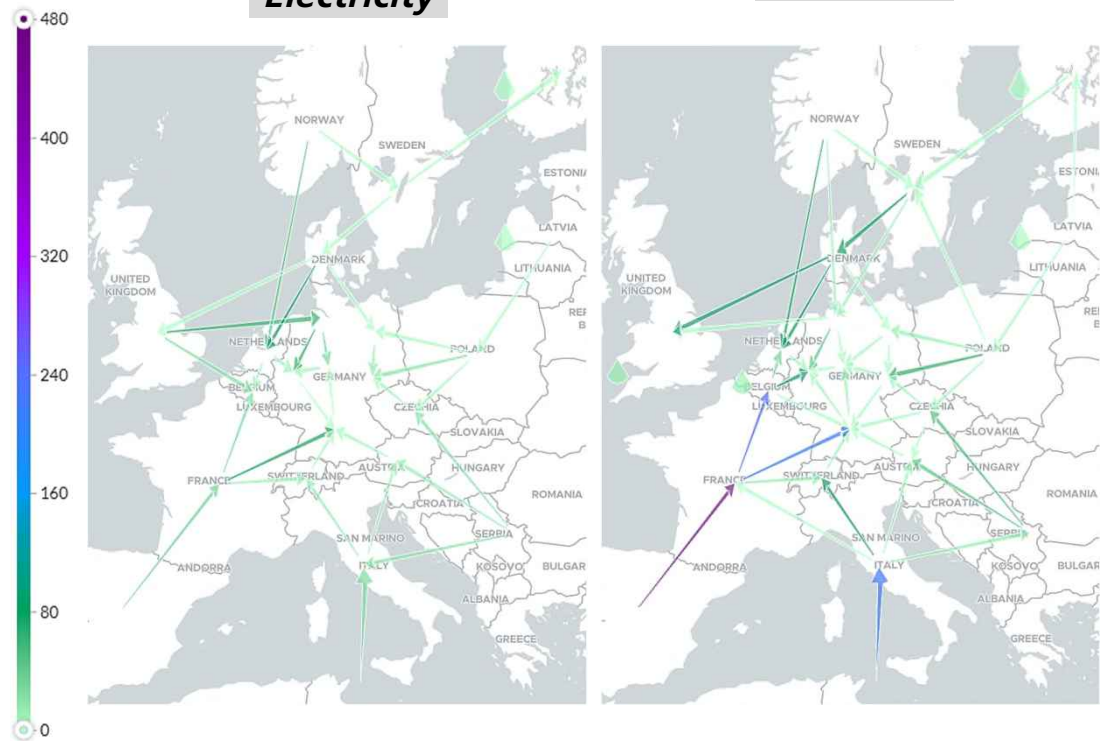 Electricity
480
400
320
240
160
80
0
NORWAY
SWEDEN
ESTONIA
LATVIA
DENMARK
LITHUANIA
UNITED
KINGDOM
NETHERLANDS
POLAND
BELGIUM
GERMANY
LUXEMBOURG
CZECHIA
SLOVAKIA
FRANCE
SWITZERLAND
AUSTRIA
HUNGARY
CROATIA
ROMANIA
SAN MARINO
SERBIA
ANDORRA
ITALY
KOSOVO
BULGAR
ALBANIA
GREECE
NORWAY
SWEDEN
ESTONI
LATVIA
DENMARK
LITHUANIA
UNITED
KINGDOM
NETHERLANDS
POLAND
BELGIUM
GERMANY
LUXEMBOURG
CZECHIA
SLOVAKIA
FRANCE
SWITZERLAND
AUSTRIA
HUNGARY
CROATIA
ROMANIA
SAN MARINO
SERBIA
ANDORRA
ITALY
KOSOVO
BULGAR
ALBANIA
GREECE